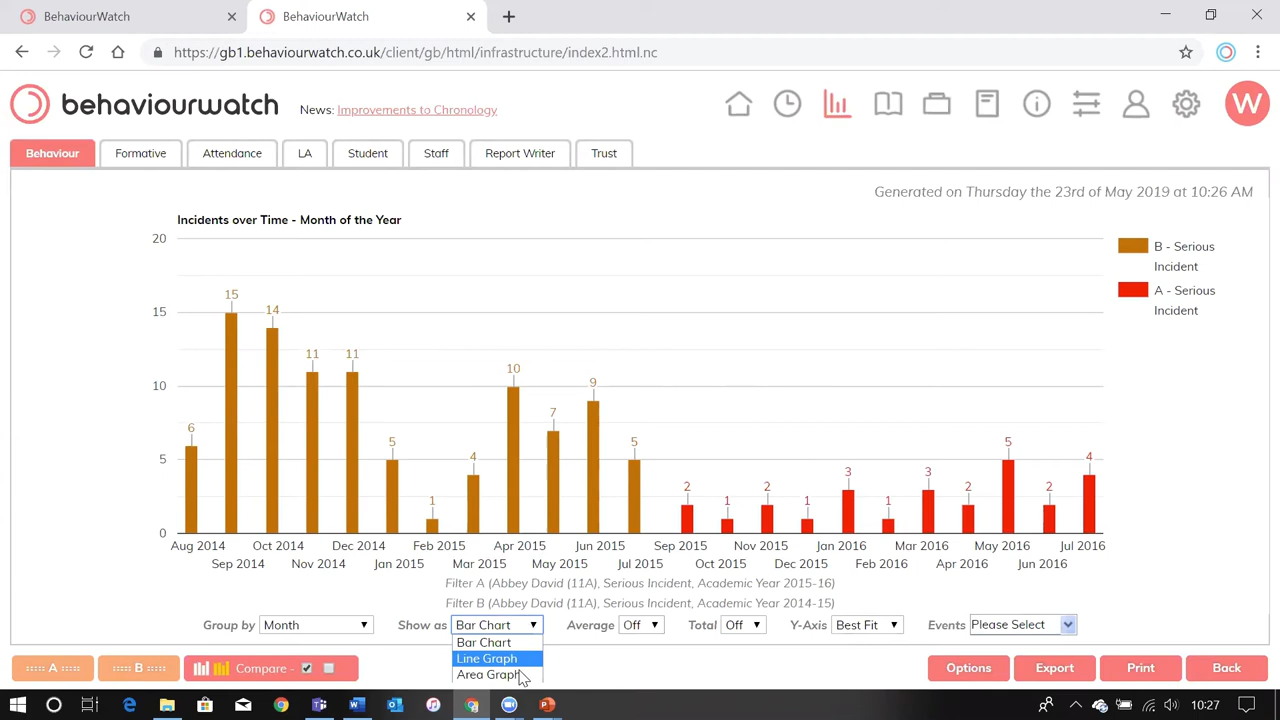 BehaviourWatch
BehaviourWatch
https://gb1.behaviourwatch.co.uk/client/gb/html/infrastructure/index2.html.nc
behaviourwatch News: Improvements to Chronology W
Behaviour Formative Attendance LA Student Staff Report Writer Trust
Generated on Thursday the 23rd of May 2019 at 10:26 AM
Incidents over Time - Month of the Year
20
15
10
5
0
6 15 14 11 11 5 1 4 10 7 9 5 2 1 2 1 3 1 3 2 5 2 4
B - Serious
Incident
A - Serious
Incident
Aug 2014 Oct 2014 Dec 2014 Feb 2015 Apr 2015 Jun 2015 Sep 2015 Nov 2015 Jan 2016 Mar 2016 May 2016 Jul 2016
Sep 2014 Nov 2014 Jan 2015 Mar 2015 May 2015 Jul 2015 Oct 2015 Dec 2015 Feb 2016 Apr 2016 Jun 2016
Filter A (Abbey David (11A), Serious Incident, Academic Year 2015-16)
Filter B (Abbey David (11A), Serious Incident, Academic Year 2014-15)
Group by Month Show as Bar Chart Average Off Total Off Y-Axis Best Fit Events Please Select
Bar Chart
Line Graph
Area Graph
::::: A ::::: ::::: B ::::: Compare - Options Export Print Back
10:27